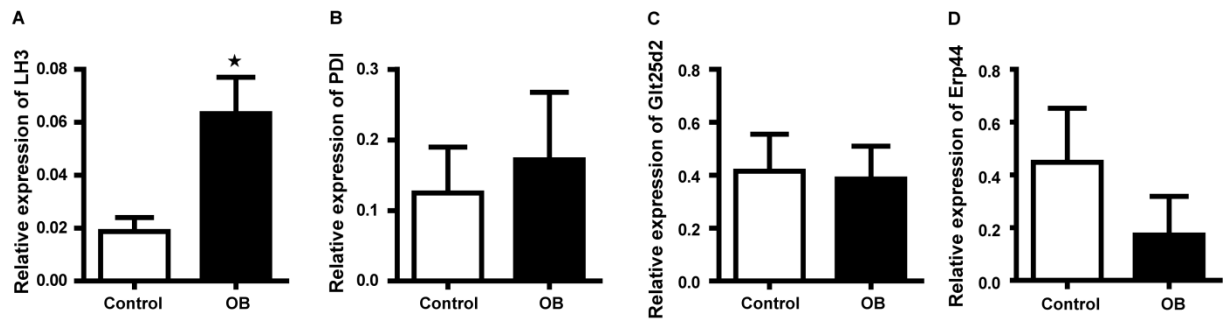 A
Relative expression of LH3
0.08
0.06
0.04
0.02
0.00
★
Control
OB
B
Relative expression of PDI
0.3
0.2
0.1
0.0
Control
OB
C
Relative expression of Glt25d2
0.8
0.6
0.4
0.2
0.0
Control
OB
D
Relative expression of Erp44
0.8
0.6
0.4
0.2
0.0
Control
OB